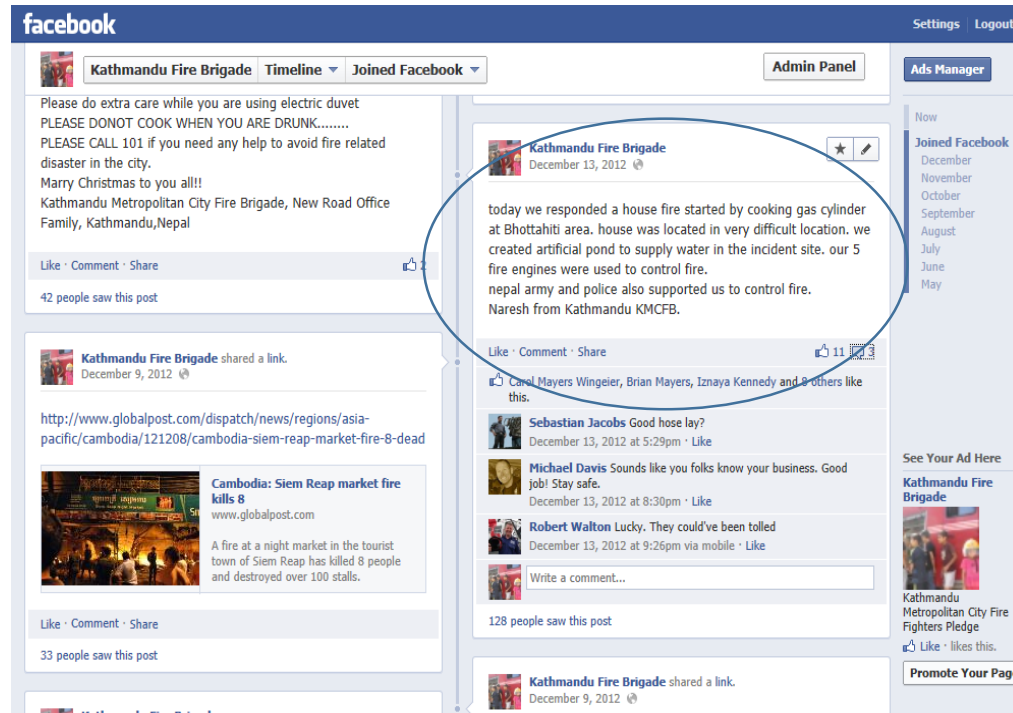 facebook
Settings Logout
Kathmandu Fire Brigade Timeline Joined Facebook
Admin Panel
Ads Manager
Please do extra care while you are using electric duvet
PLEASE DONOT COOK WHEN YOU ARE DRUNK........
PLEASE CALL 101 if you need any help to avoid fire related
disaster in the city.
Marry Christmas to you all!!
Kathmandu Metropolitan City Fire Brigade, New Road Office
Family, Kathmandu,Nepal
Like · Comment · Share 2
42 people saw this post
Kathmandu Fire Brigade shared a link.
December 9, 2012
http://www.globalpost.com/dispatch/news/regions/asia-
pacific/cambodia/121208/cambodia-siem-reap-market-fire-8-dead
Cambodia: Siem Reap market fire
kills 8
www.globalpost.com
A fire at a night market in the tourist
town of Siem Reap has killed 8 people
and destroyed over 100 stalls.
Like · Comment · Share
33 people saw this post
Kathmandu Fire Brigade
December 13, 2012
today we responded a house fire started by cooking gas cylinder
at Bhottahiti area. house was located in very difficult location. we
created artificial pond to supply water in the incident site. our 5
fire engines were used to control fire.
nepal army and police also supported us to control fire.
Naresh from Kathmandu KMCFB.
Like · Comment · Share 11 3
Carol Mayers Wingeier, Brian Mayers, Iznaya Kennedy and 8 others like
this.
Sebastian Jacobs Good hose lay?
December 13, 2012 at 5:29pm · Like
Michael Davis Sounds like you folks know your business. Good
job! Stay safe.
December 13, 2012 at 8:30pm · Like
Robert Walton Lucky. They could've been tolled
December 13, 2012 at 9:26pm via mobile · Like
Write a comment...
128 people saw this post
Kathmandu Fire Brigade shared a link.
December 9, 2012
Now
Joined Facebook
December
November
October
September
August
July
June
May
See Your Ad Here
Kathmandu Fire
Brigade
Kathmandu
Metropolitan City Fire
Fighters Pledge
Like · likes this.
Promote Your Pag